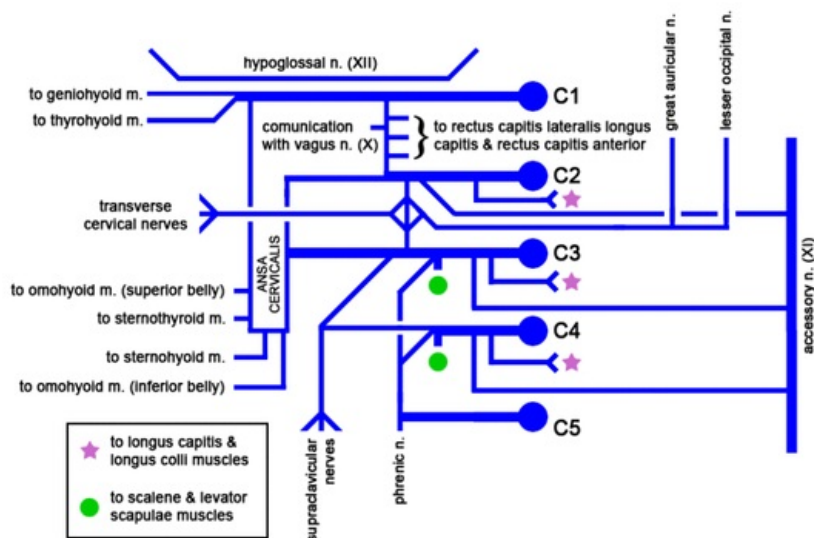 hypoglossal n. (XII)
great auricular n.
lesser occipital n.
to geniohyoid m.
C1
to thyrohyoid m.
comunication
with vagus n. (X)
to rectus capitis lateralis longus
capitis & rectus capitis anterior
C2
transverse
cervical nerves
C3
ANSA
CERVICALIS
accessory n. (XI)
to omohyoid m. (superior belly)
to sternothyroid m.
C4
to sternohyoid m.
to omohyoid m. (inferior belly)
C5
supraclavicular
nerves
phrenic n.
to longus capitis &
longus colli muscles
to scalene & levator
scapulae muscles